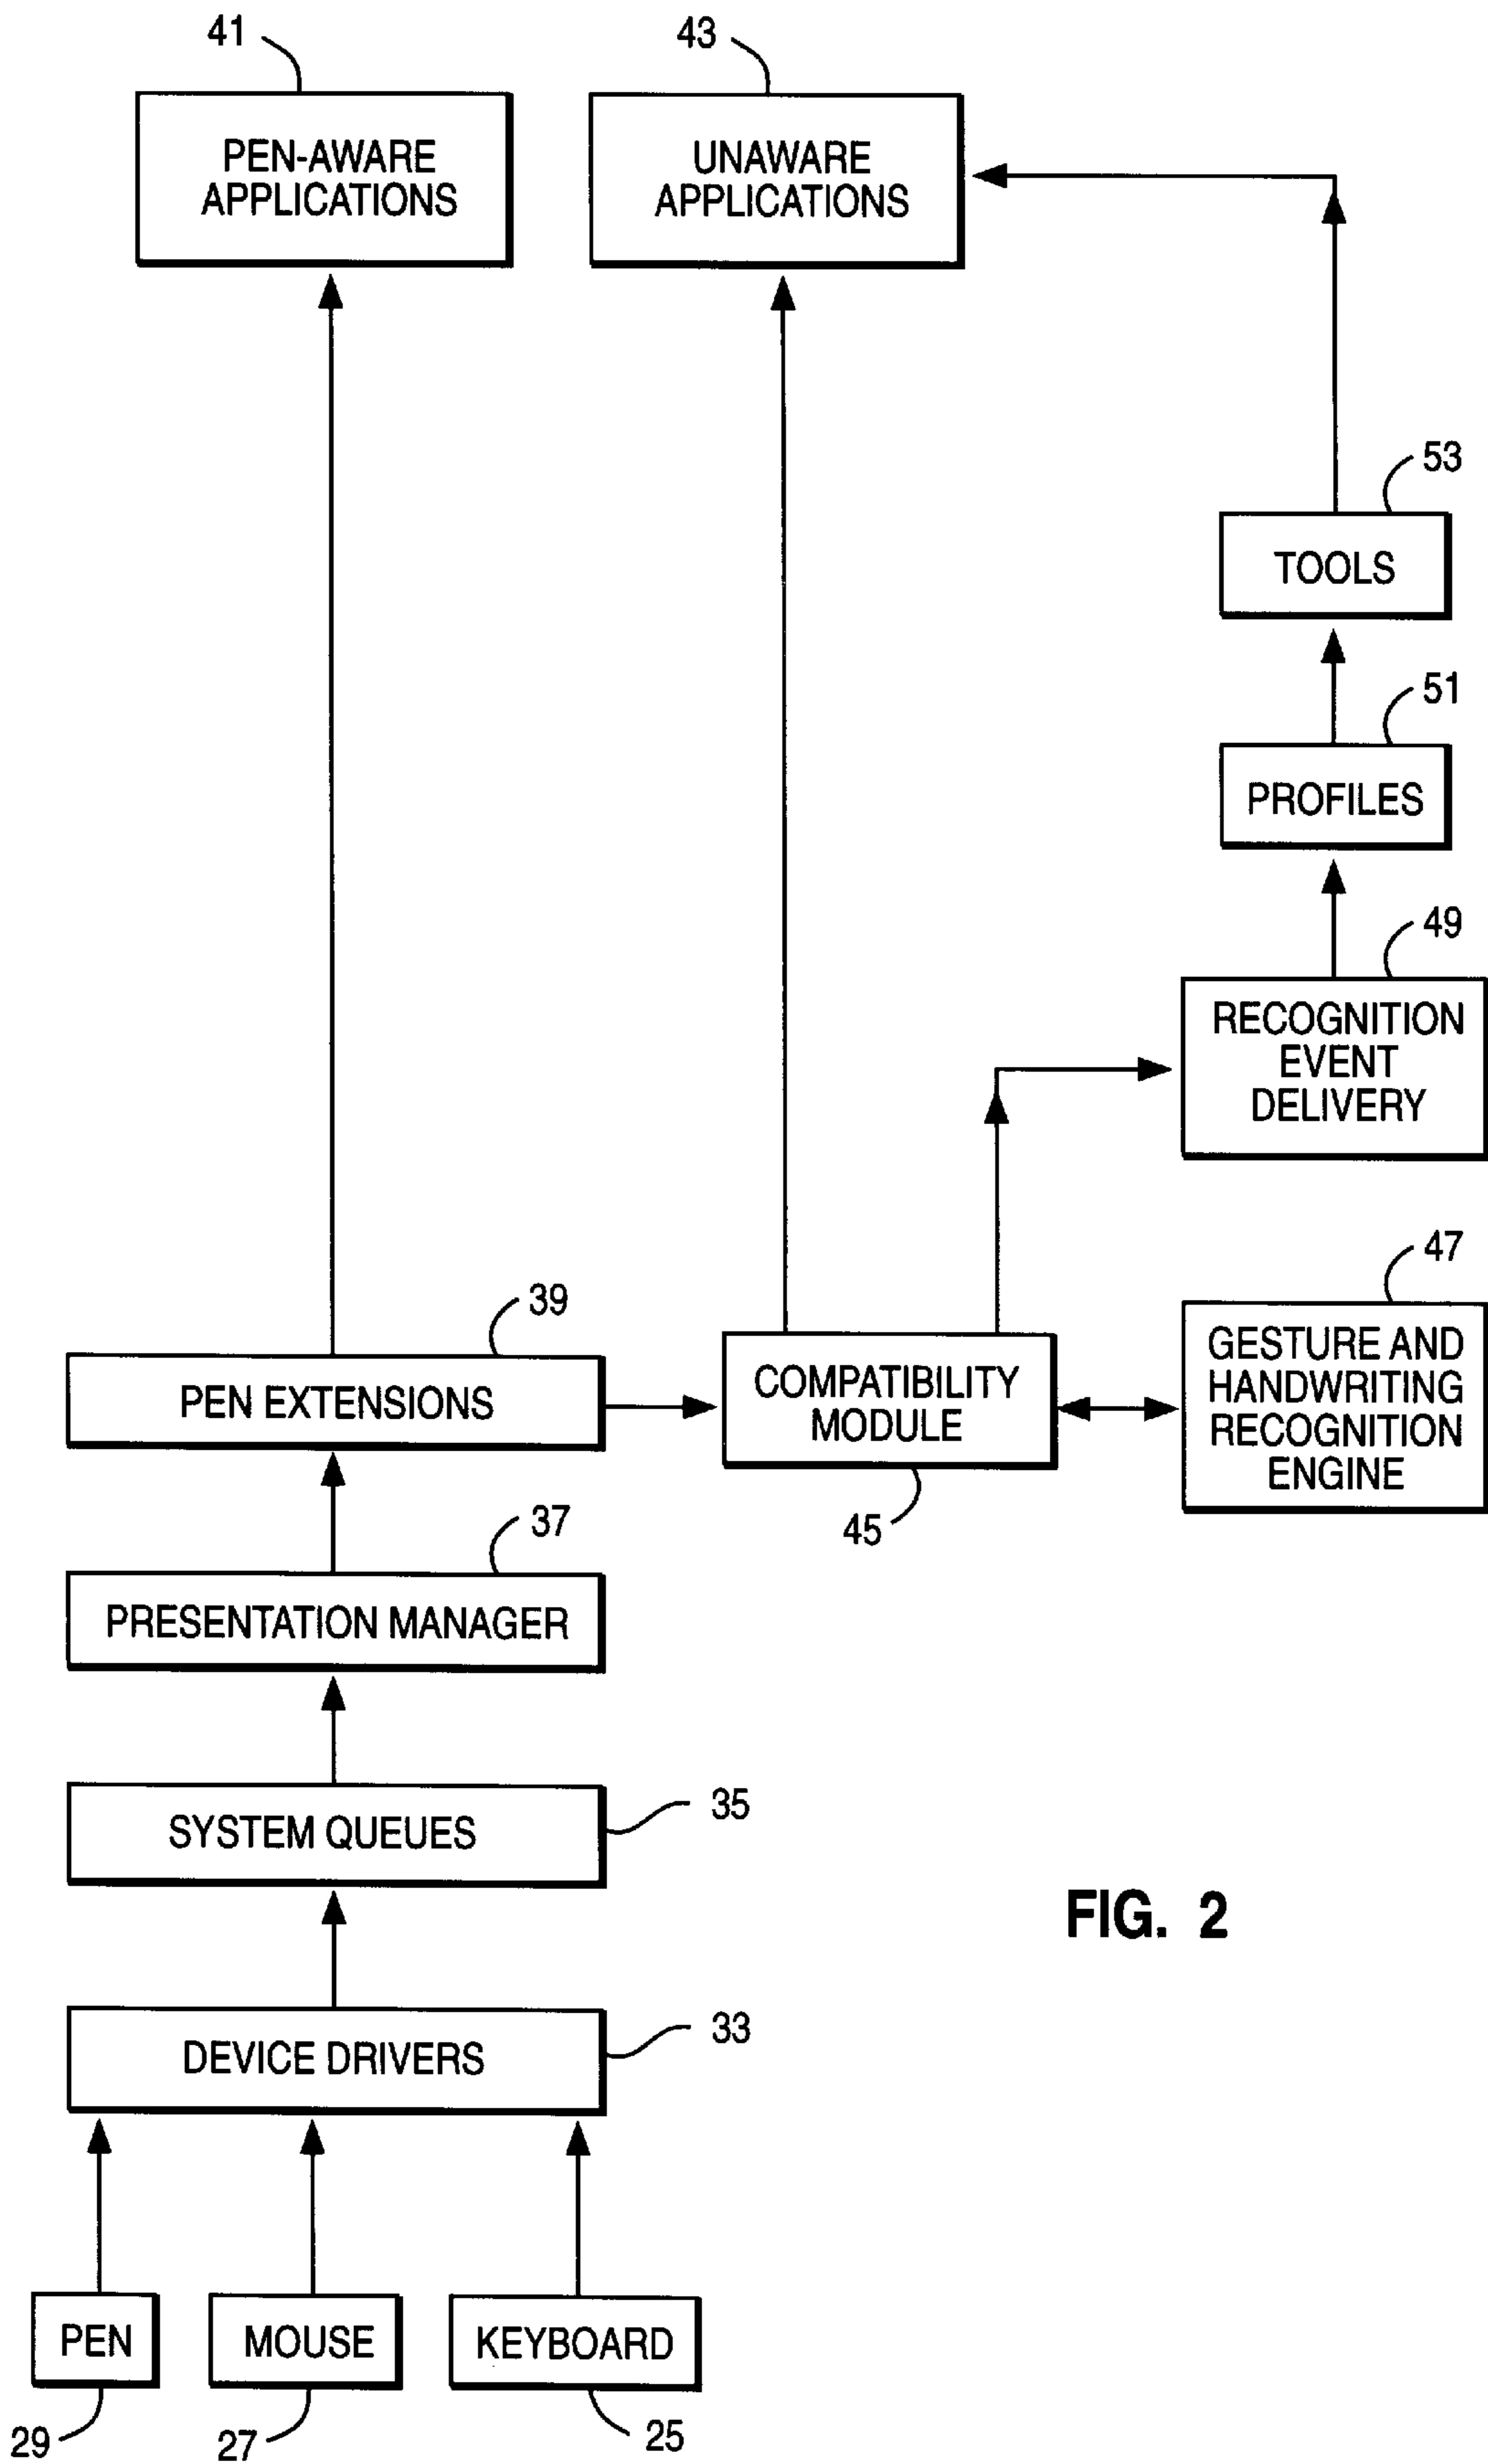 41
43
PEN-AWARE
APPLICATIONS
UNAWARE
APPLICATIONS
53
TOOLS
51
PROFILES
49
RECOGNITION
EVENT
DELIVERY
47
GESTURE AND
HANDWRITING
RECOGNITION
ENGINE
39
PEN EXTENSIONS
COMPATIBILITY
MODULE
45
37
PRESENTATION MANAGER
35
SYSTEM QUEUES
FIG. 2
33
DEVICE DRIVERS
PEN
MOUSE
KEYBOARD
29
27
25